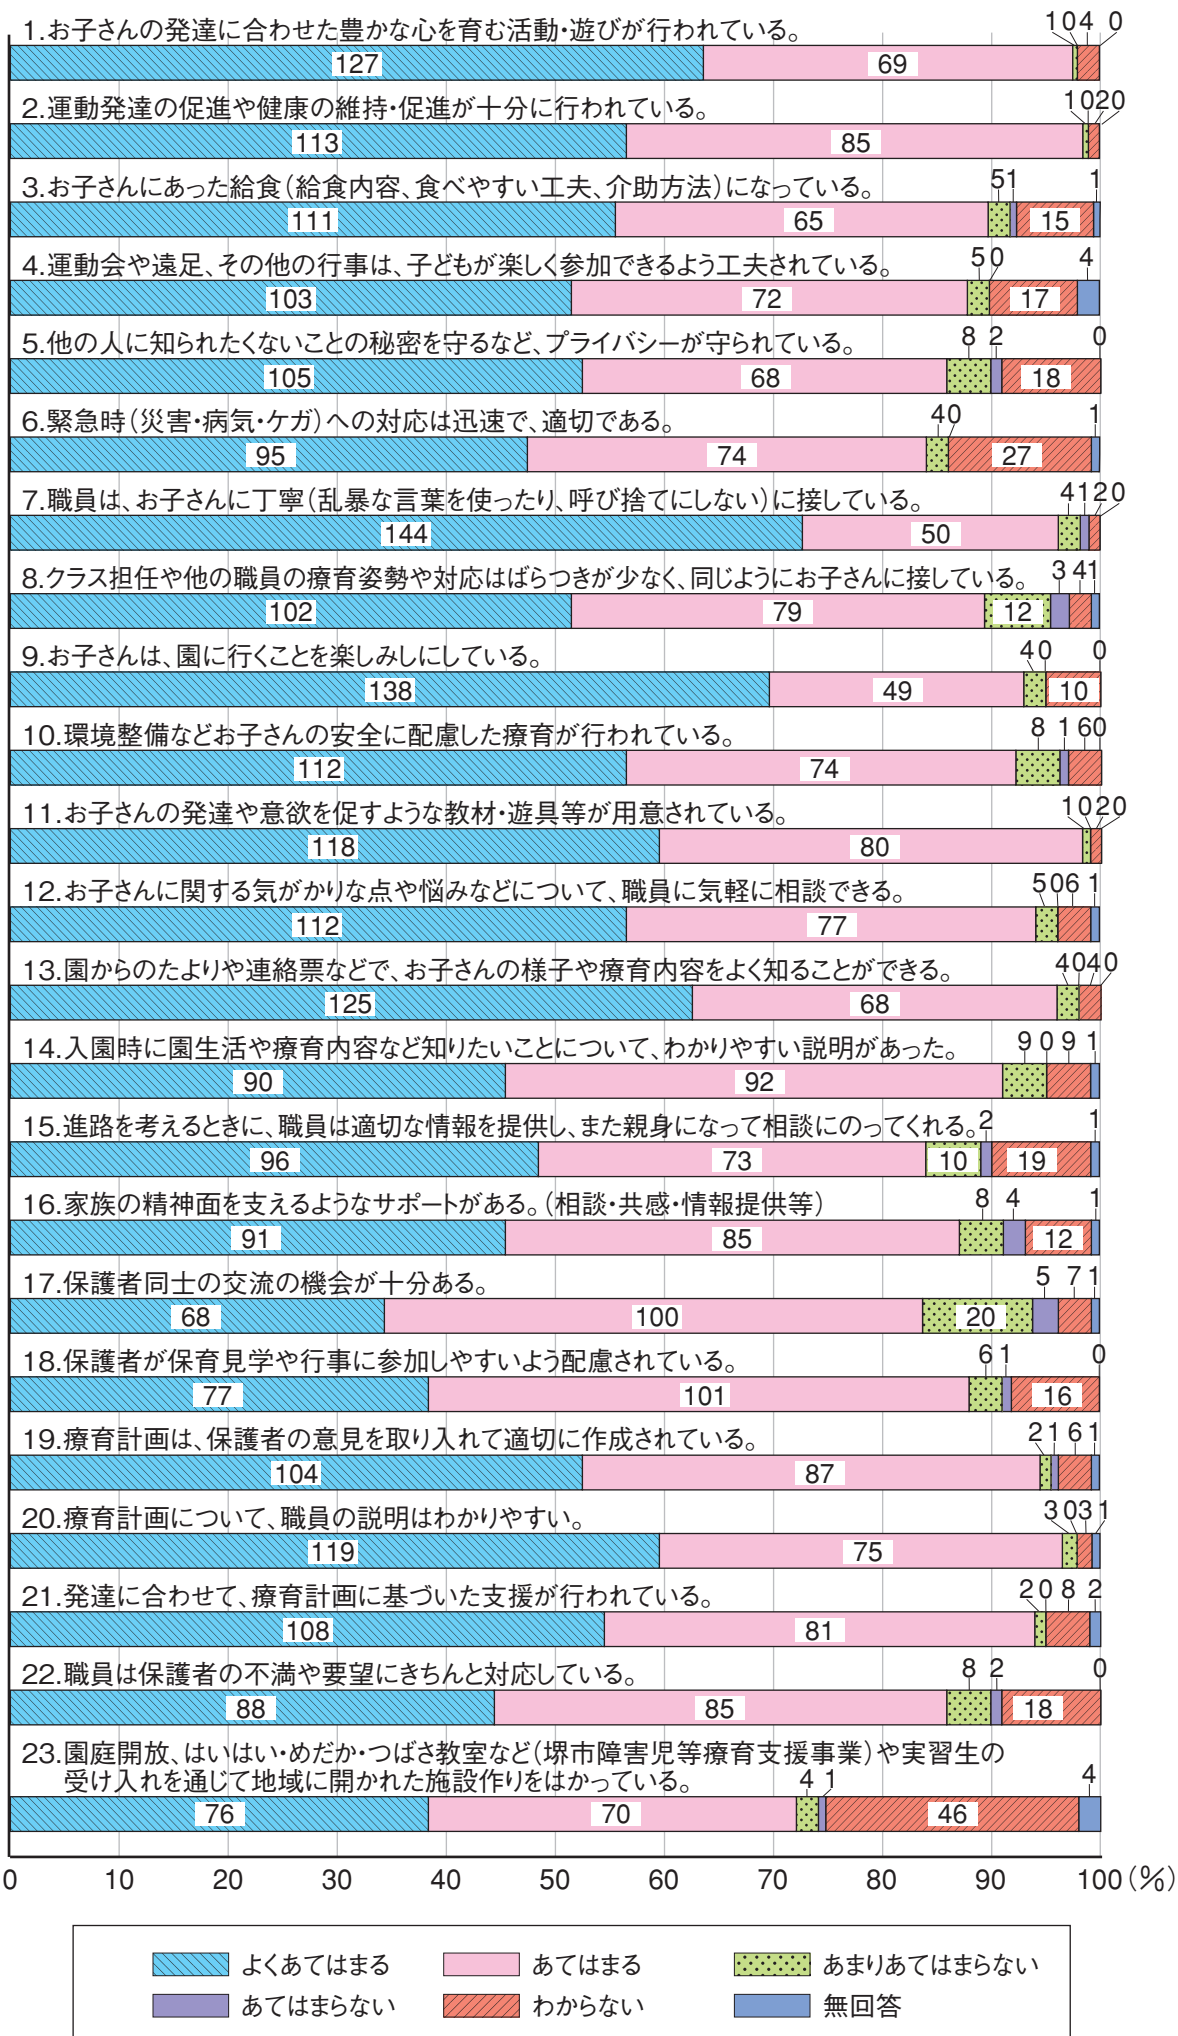 1.お子さんの発達に合わせた豊かな心を育む活動・遊びが行われている。
1 0 4 0
127 69
2.運動発達の促進や健康の維持・促進が十分に行われている。
1 0 2 0
113 85
3.お子さんにあった給食(給食内容、食べやすい工夫、介助方法)になっている。
5 1 1
111 65 15
4.運動会や遠足、その他の行事は、子どもが楽しく参加できるよう工夫されている。
5 0 4
103 72 17
5.他の人に知られたくないことの秘密を守るなど、プライバシーが守られている。
8 2 0
105 68 18
6.緊急時(災害・病気・ケガ)への対応は迅速で、適切である。
4 0 1
95 74 27
7.職員は、お子さんに丁寧(乱暴な言葉を使ったり、呼び捨てにしない)に接している。
4 1 2 0
144 50
8.クラス担任や他の職員の療育姿勢や対応はばらつきが少なく、同じようにお子さんに接している。
3 4 1
102 79 12
9.お子さんは、園に行くことを楽しみしにしている。
4 0 0
138 49 10
10.環境整備などお子さんの安全に配慮した療育が行われている。
8 1 6 0
112 74
11.お子さんの発達や意欲を促すような教材・遊具等が用意されている。
1 0 2 0
118 80
12.お子さんに関する気がかりな点や悩みなどについて、職員に気軽に相談できる。
5 0 6 1
112 77
13.園からのたよりや連絡票などで、お子さんの様子や療育内容をよく知ることができる。
4 0 4 0
125 68
14.入園時に園生活や療育内容など知りたいことについて、わかりやすい説明があった。
9 0 9 1
90 92
15.進路を考えるときに、職員は適切な情報を提供し、また親身になって相談にのってくれる。
2 1
96 73 10 19
16.家族の精神面を支えるようなサポートがある。(相談・共感・情報提供等)
8 4 1
91 85 12
17.保護者同士の交流の機会が十分ある。
5 7 1
68 100 20
18.保護者が保育見学や行事に参加しやすいよう配慮されている。
6 1 0
77 101 16
19.療育計画は、保護者の意見を取り入れて適切に作成されている。
2 1 6 1
104 87
20.療育計画について、職員の説明はわかりやすい。
3 0 3 1
119 75
21.発達に合わせて、療育計画に基づいた支援が行われている。
2 0 8 2
108 81
22.職員は保護者の不満や要望にきちんと対応している。
8 2 0
88 85 18
23.園庭開放、はいはい・めだか・つばさ教室など(堺市障害児等療育支援事業)や実習生の
受け入れを通じて地域に開かれた施設作りをはかっている。
4 1 4
76 70 46
0 10 20 30 40 50 60 70 80 90 100(%)
よくあてはまる あてはまる あまりあてはまらない
あてはまらない わからない 無回答